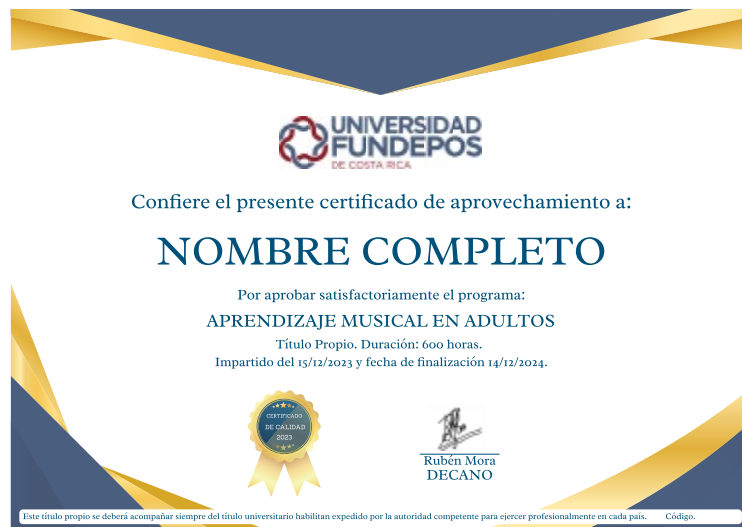 UNIVERSIDAD
FUNDEPOS
DE COSTA RICA
Confiere el presente certificado de aprovechamiento a:
NOMBRE COMPLETO
Por aprobar satisfactoriamente el programa:
APRENDIZAJE MUSICAL EN ADULTOS
Título Propio. Duración: 600 horas.
Impartido del 15/12/2023 y fecha de finalización 14/12/2024.
CERTIFICADO
DE CALIDAD
2023
Rubén Mora
DECANO
Este título propio se deberá acompañar siempre del título universitario habilitan expedido por la autoridad competente para ejercer profesionalmente en cada país. Código.